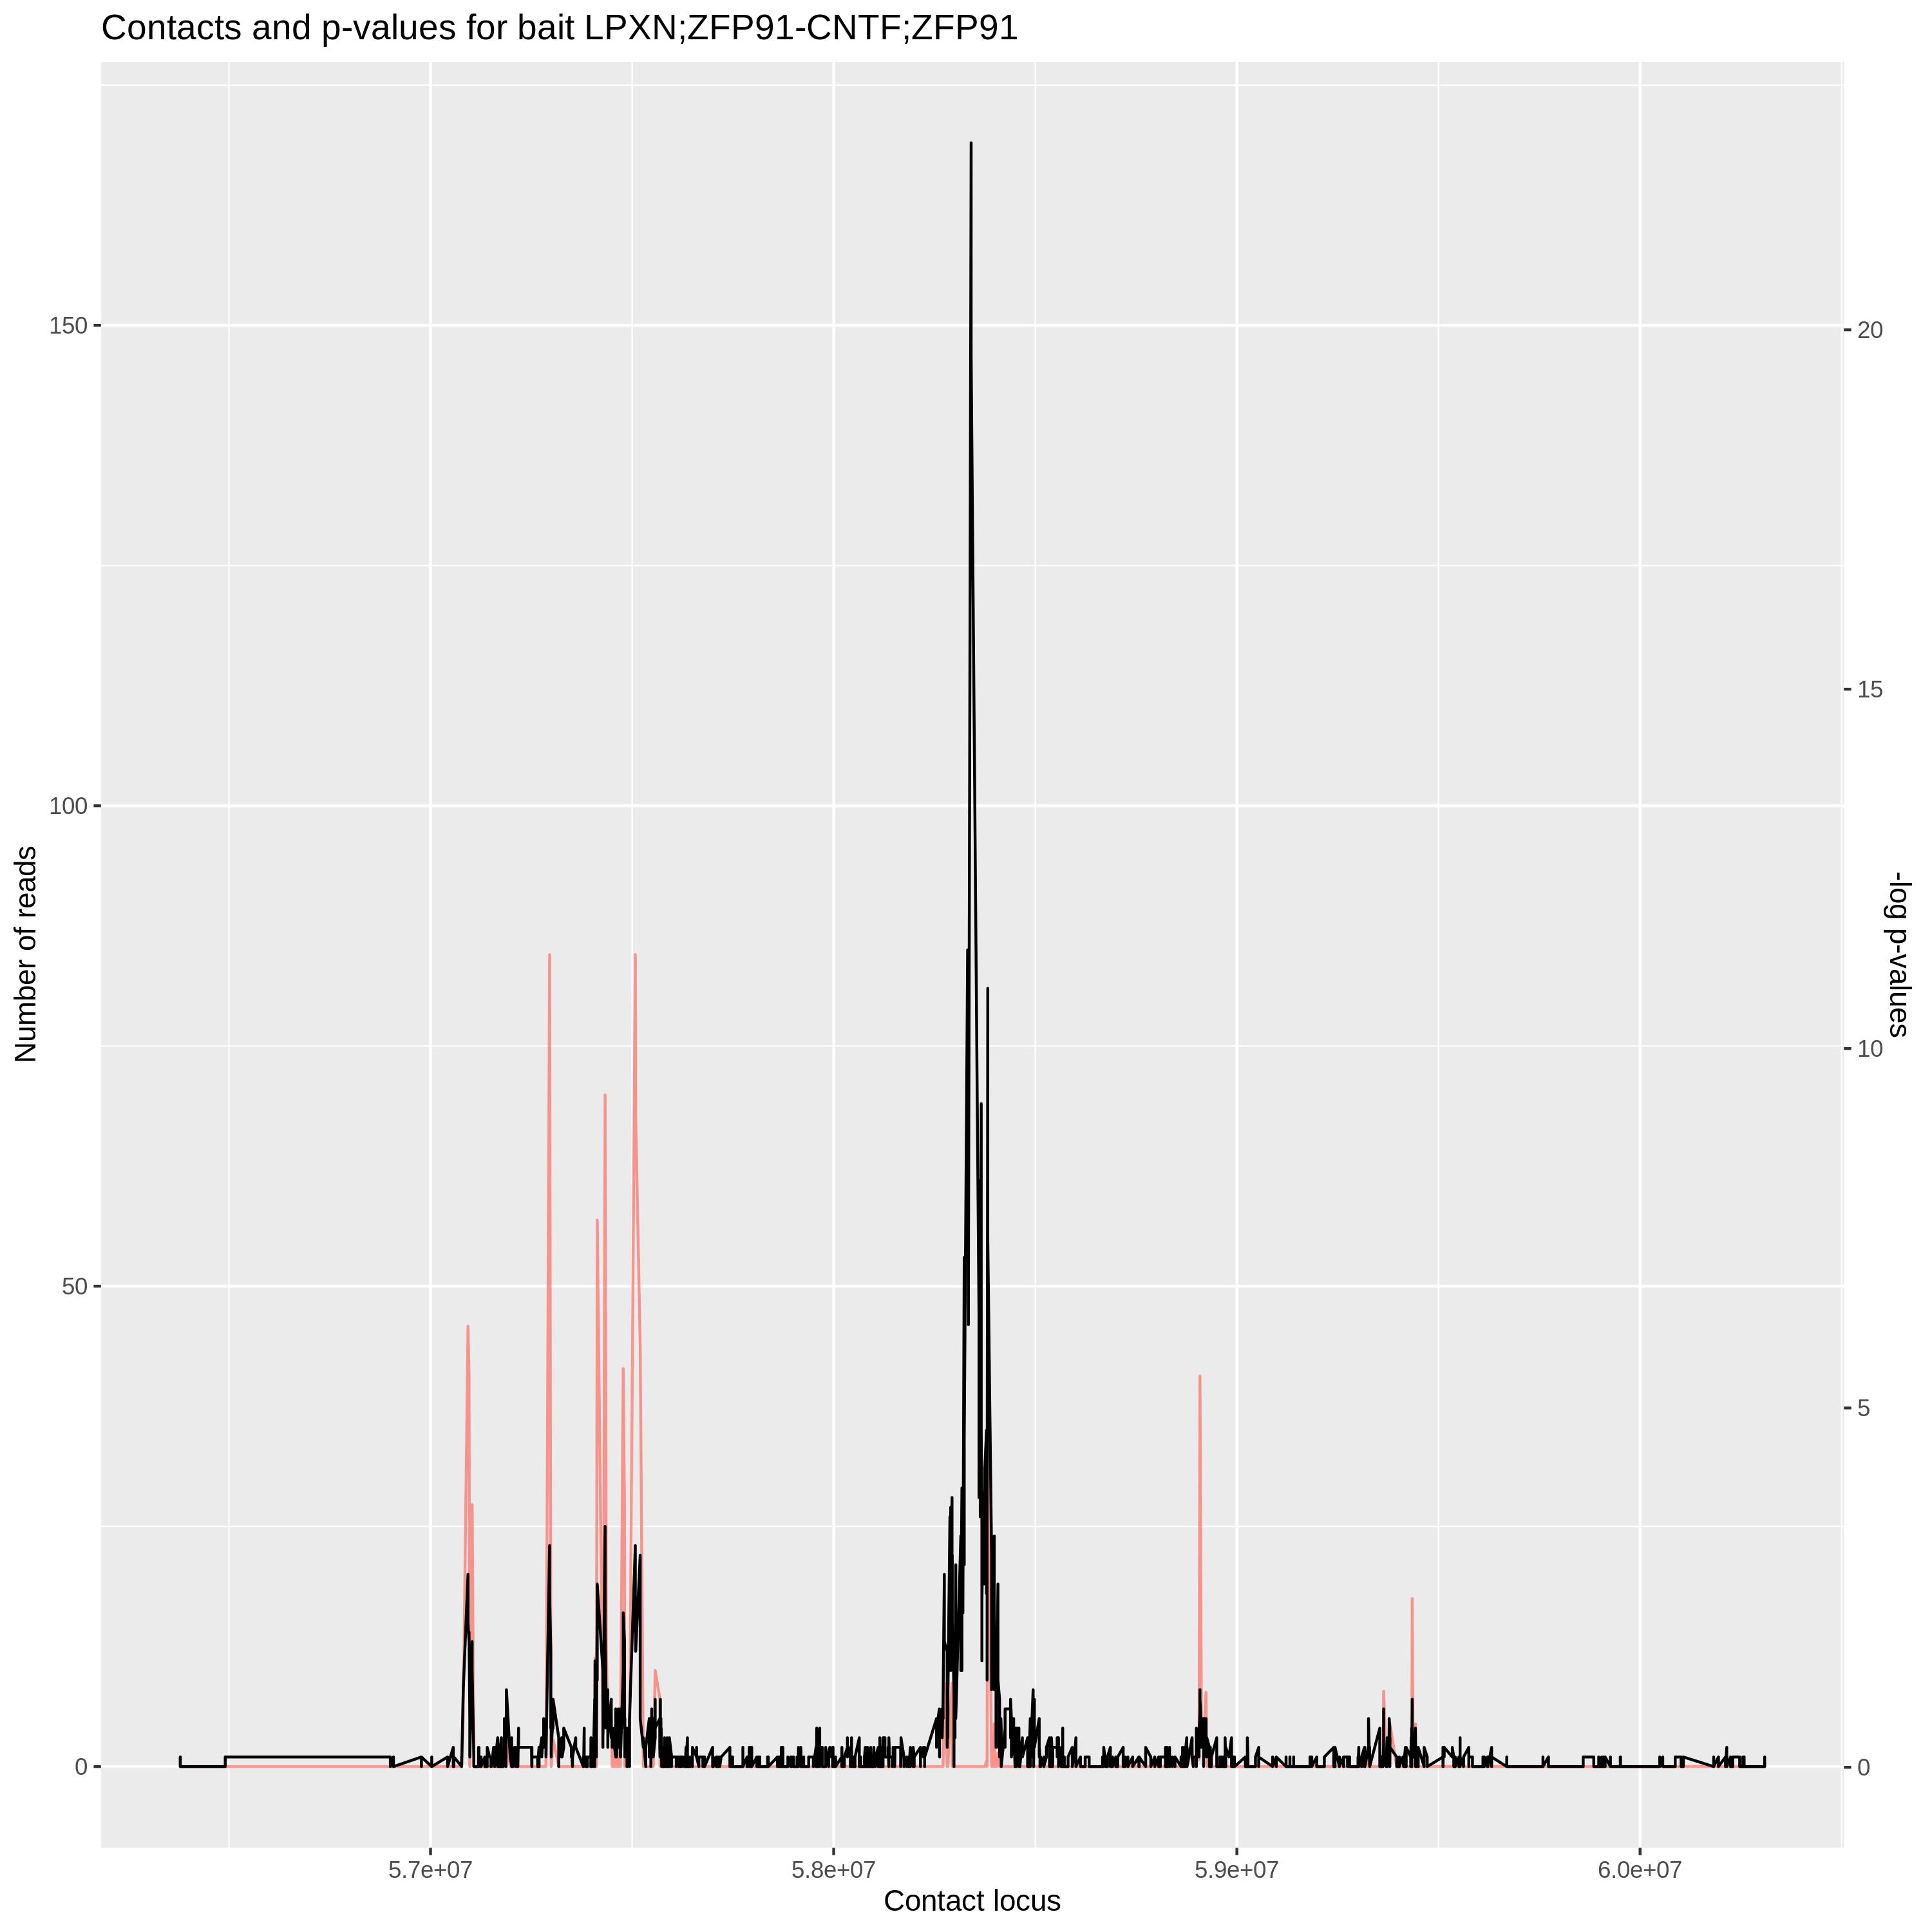 Contacts and p-values for bait LPXN;ZFP91-CNTF;ZFP91
150
100
50
0
Number of reads
20
15
10
5
0
-log p-values
5.7e+07
5.8e+07
5.9e+07
6.0e+07
Contact locus